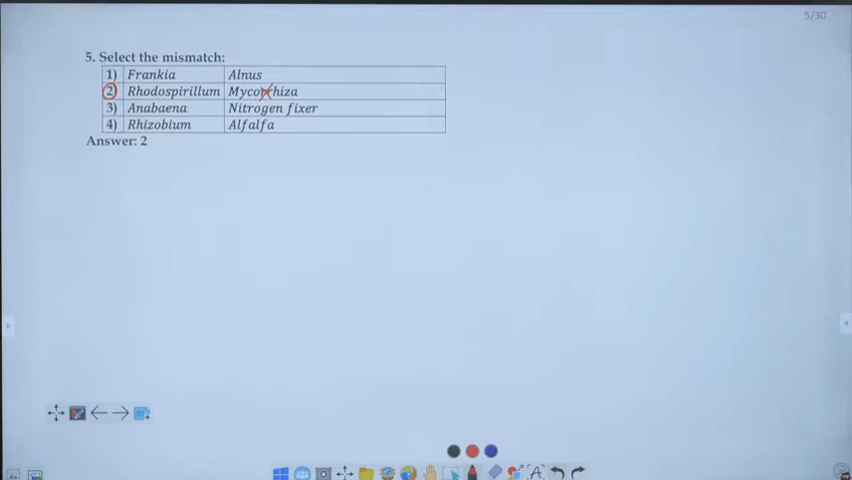 5/30
5. Select the mismatch:
1) Frankia Alnus
2) Rhodospirillum Mycorrhiza
3) Anabaena Nitrogen fixer
4) Rhizobium Alfalfa
Answer: 2